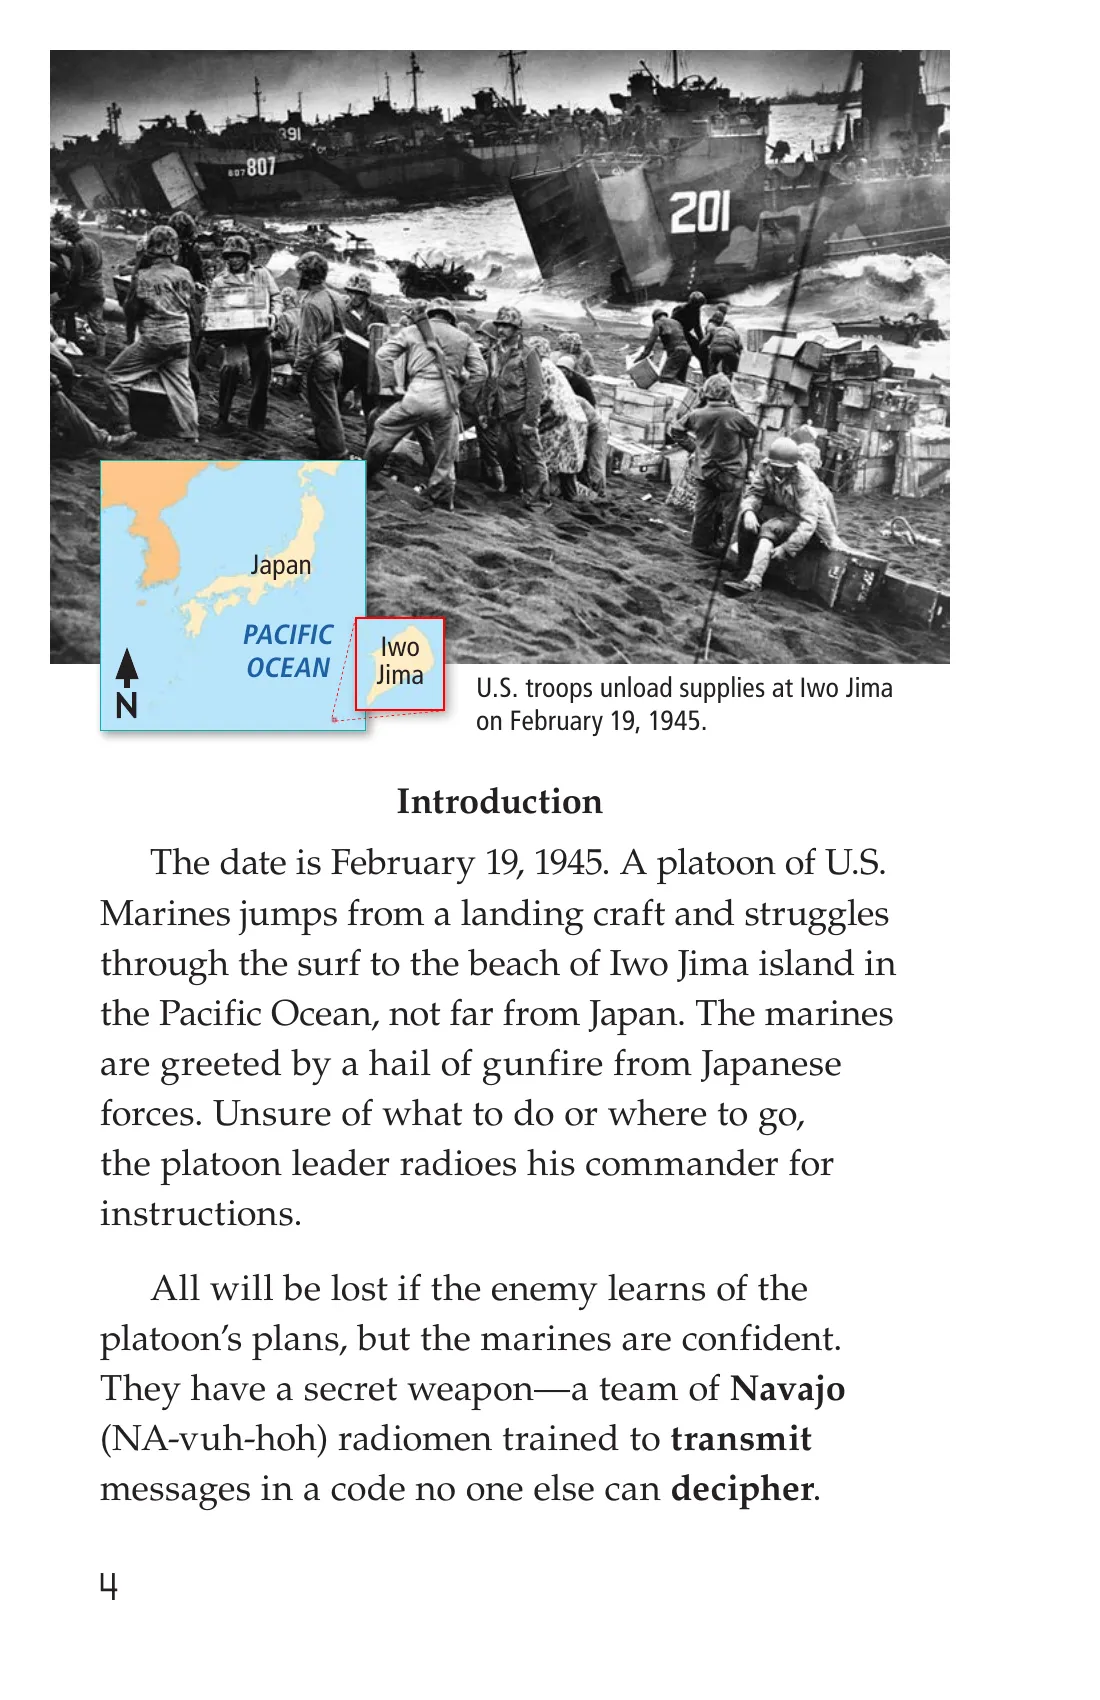 391
807 807
201
Japan
PACIFIC
OCEAN
Iwo
Jima
N
U.S. troops unload supplies at Iwo Jima
on February 19, 1945.
Introduction
The date is February 19, 1945. A platoon of U.S.
Marines jumps from a landing craft and struggles
through the surf to the beach of Iwo Jima island in
the Pacific Ocean, not far from Japan. The marines
are greeted by a hail of gunfire from Japanese
forces. Unsure of what to do or where to go,
the platoon leader radioes his commander for
instructions.
All will be lost if the enemy learns of the
platoon’s plans, but the marines are confident.
They have a secret weapon—a team of Navajo
(NA-vuh-hoh) radiomen trained to transmit
messages in a code no one else can decipher.
4